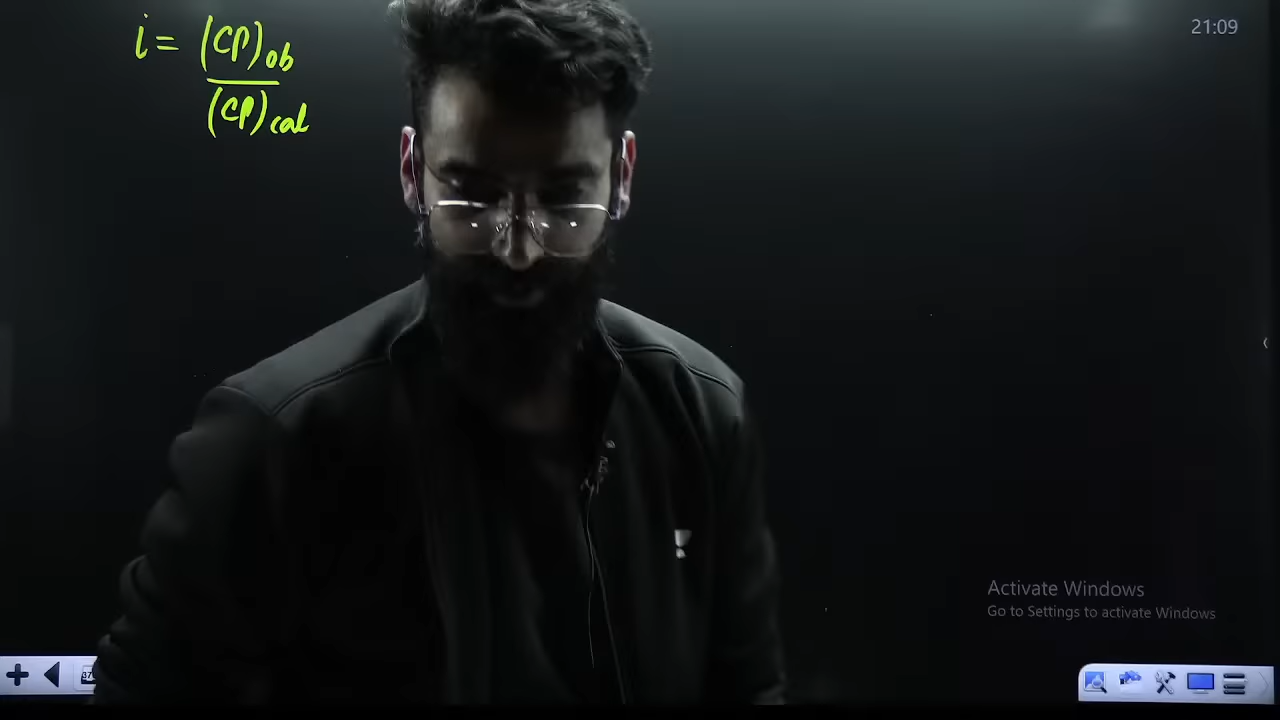 i = (CP)ob
(CP)cal
21:09
Activate Windows
Go to Settings to activate Windows